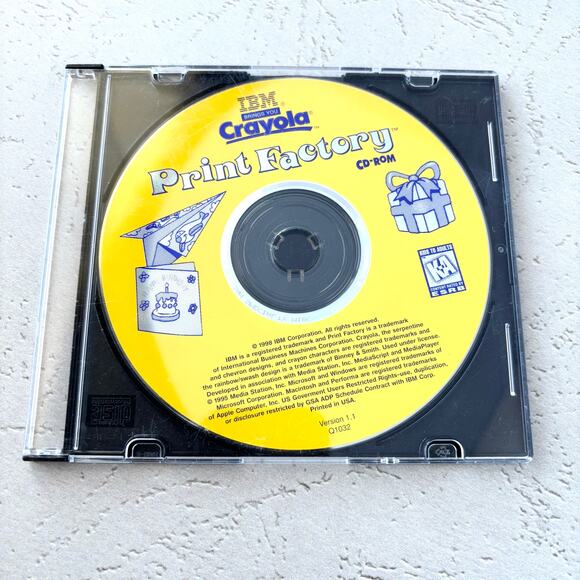 IBM®
BRINGS YOU
Crayola™
Print Factory™
CD-ROM
KIDS TO ADULTS
K-A
CONTENT RATED BY
ESRB
© 1998 IBM Corporation. All rights reserved.
IBM is a registered trademark and Print Factory is a trademark
of International Business Machines Corporation. Crayola, the serpentine
and chevron designs, and crayon characters are registered trademarks and
the rainbow/swash design is a trademark of Binney & Smith. Used under license.
Developed in association with Media Station, Inc. MediaScript and MediaPlayer
© 1995 Media Station, Inc. Microsoft and Windows are registered trademarks of
Microsoft Corporation. Macintosh and Performa are registered trademarks
of Apple Computer, Inc. US Goverment Users Restricted Rights-use, duplication,
or disclosure restricted by GSA ADP Schedule Contract with IBM Corp.
Printed in USA.
Version 1.1
Q1032